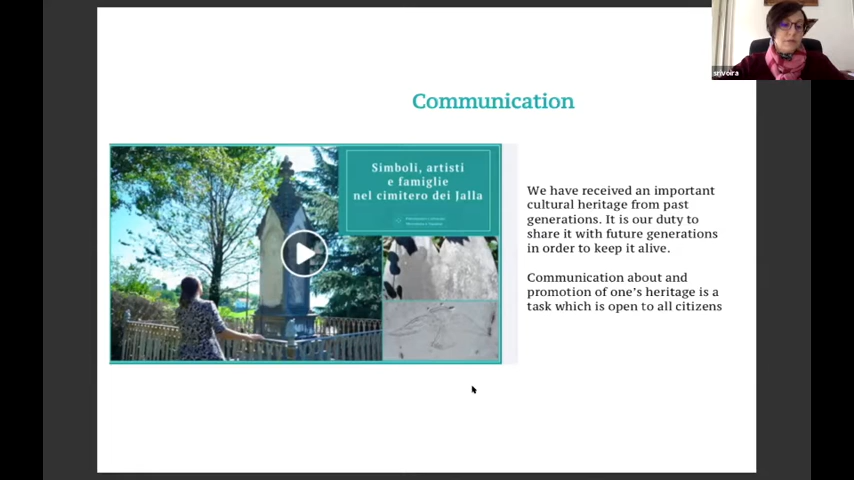 srivoira
Communication
Simboli, artisti
e famiglie
nel cimitero dei Jalla
We have received an important
cultural heritage from past
generations. It is our duty to
share it with future generations
in order to keep it alive.
Communication about and
promotion of one's heritage is a
task which is open to all citizens